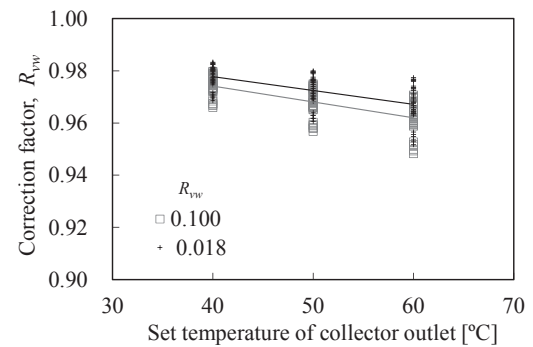 1.00
0.98
0.96
0.94
0.92
0.90
Correction factor, Rvw
Rvw
0.100
0.018
30 40 50 60 70
Set temperature of collector outlet [ºC]